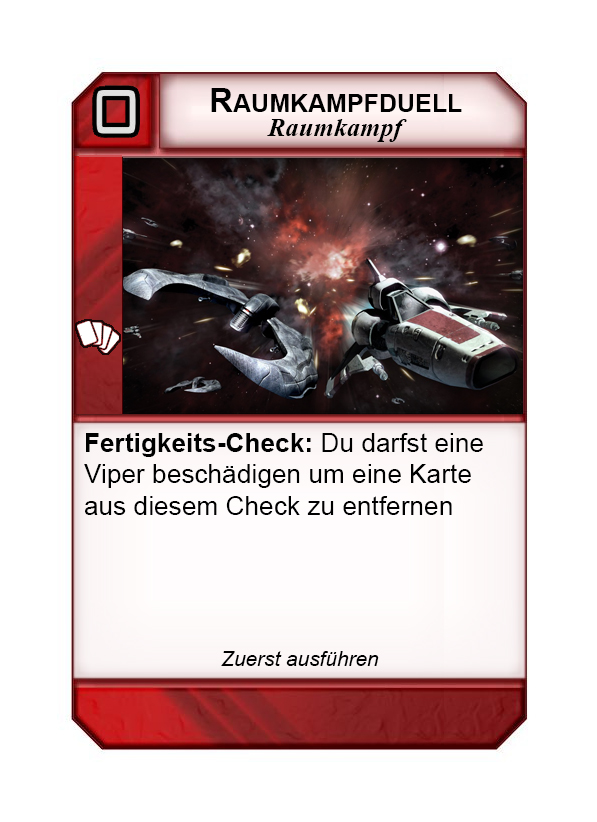 0
RAUMKAMPFDUELL
Raumkampf
Fertigkeits-Check: Du darfst eine
Viper beschädigen um eine Karte
aus diesem Check zu entfernen
Zuerst ausführen